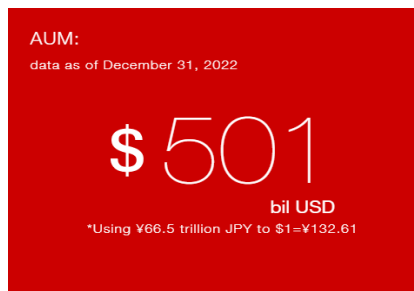 AUM:
data as of December 31, 2022
$ 501
bil USD
*Using ¥66.5 trillion JPY to $1=¥132.61